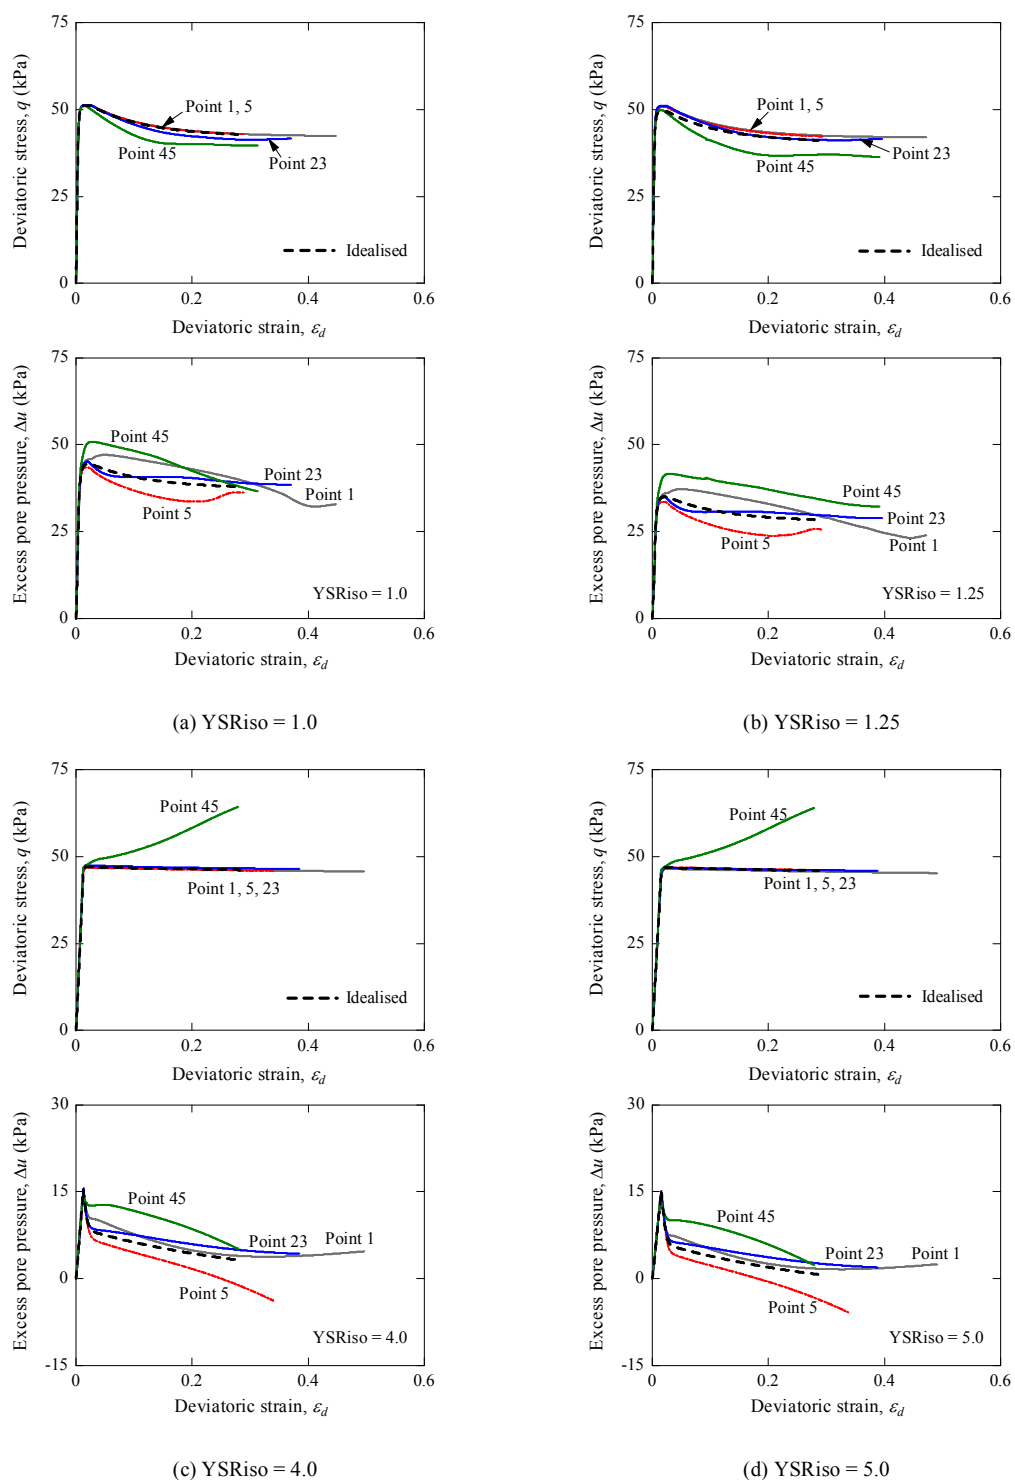 75
50
25
0
Deviatoric stress, q (kPa)
Point 1, 5
Point 45
Point 23
Idealised
0
0.2
0.4
0.6
Deviatoric strain, εd
75
50
25
0
Deviatoric stress, q (kPa)
Point 1, 5
Point 23
Point 45
Idealised
0
0.2
0.4
0.6
Deviatoric strain, εd
75
50
25
0
Excess pore pressure, Δu (kPa)
Point 45
Point 23
Point 1
Point 5
YSRiso = 1.0
0
0.2
0.4
0.6
Deviatoric strain, εd
75
50
25
0
Excess pore pressure, Δu (kPa)
Point 45
Point 23
Point 5
Point 1
YSRiso = 1.25
0
0.2
0.4
0.6
Deviatoric strain, εd
(a) YSRiso = 1.0
(b) YSRiso = 1.25
75
50
25
0
Deviatoric stress, q (kPa)
Point 45
Point 1, 5, 23
Idealised
0
0.2
0.4
0.6
Deviatoric strain, εd
75
50
25
0
Deviatoric stress, q (kPa)
Point 45
Point 1, 5, 23
Idealised
0
0.2
0.4
0.6
Deviatoric strain, εd
30
15
0
-15
Excess pore pressure, Δu (kPa)
Point 45
Point 23
Point 1
Point 5
YSRiso = 4.0
0
0.2
0.4
0.6
Deviatoric strain, εd
30
15
0
-15
Excess pore pressure, Δu (kPa)
Point 45
Point 23
Point 1
Point 5
YSRiso = 5.0
0
0.2
0.4
0.6
Deviatoric strain, εd
(c) YSRiso = 4.0
(d) YSRiso = 5.0